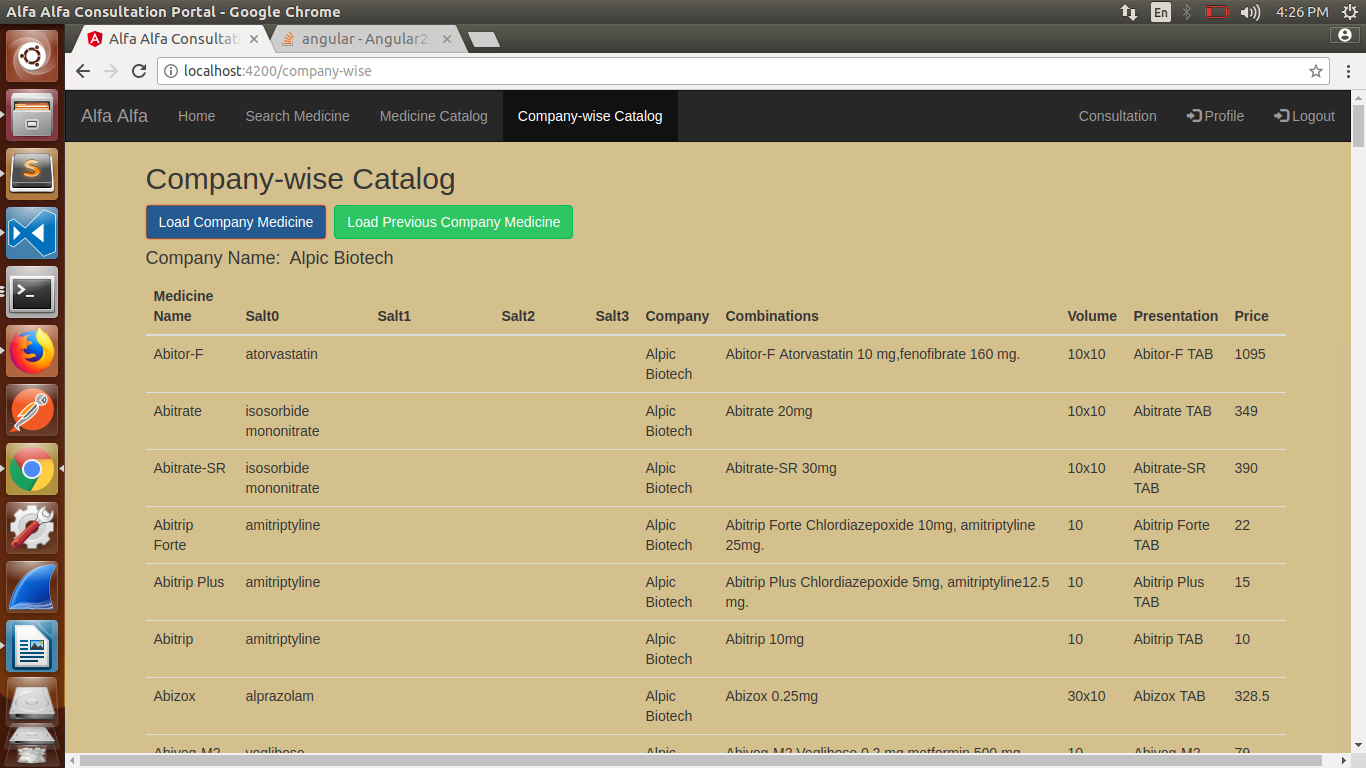 Alfa Alfa Consultation Portal - Google Chrome
En
4:26 PM
Alfa Alfa Consultat
angular - Angular2
localhost:4200/company-wise
Alfa Alfa Home Search Medicine Medicine Catalog Company-wise Catalog Consultation Profile Logout
Company-wise Catalog
Load Company Medicine Load Previous Company Medicine
Company Name: Alpic Biotech
Medicine
Name Salt0 Salt1 Salt2 Salt3 Company Combinations Volume Presentation Price
Abitor-F atorvastatin Alpic Abitor-F Atorvastatin 10 mg,fenofibrate 160 mg. 10x10 Abitor-F TAB 1095
Biotech
Abitrate isosorbide Alpic Abitrate 20mg 10x10 Abitrate TAB 349
mononitrate Biotech
Abitrate-SR isosorbide Alpic Abitrate-SR 30mg 10x10 Abitrate-SR 390
mononitrate Biotech TAB
Abitrip amitriptyline Alpic Abitrip Forte Chlordiazepoxide 10mg, amitriptyline 10 Abitrip Forte 22
Forte Biotech 25mg. TAB
Abitrip Plus amitriptyline Alpic Abitrip Plus Chlordiazepoxide 5mg, amitriptyline12.5 10 Abitrip Plus 15
Biotech mg. TAB
Abitrip amitriptyline Alpic Abitrip 10mg 10 Abitrip TAB 10
Biotech
Abizox alprazolam Alpic Abizox 0.25mg 30x10 Abizox TAB 328.5
Biotech
Alpic 10 79